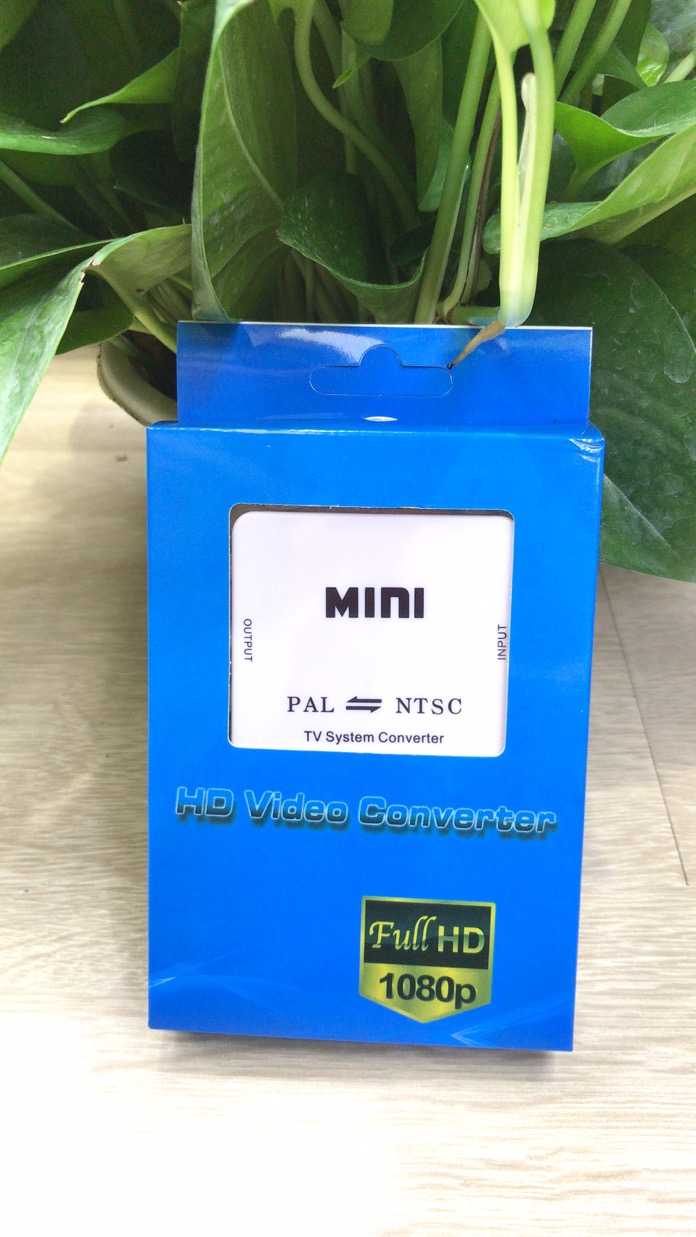 MINI
OUTPUT
INPUT
PAL ⇋ NTSC
TV System Converter
HD Video Converter
Full HD
1080p